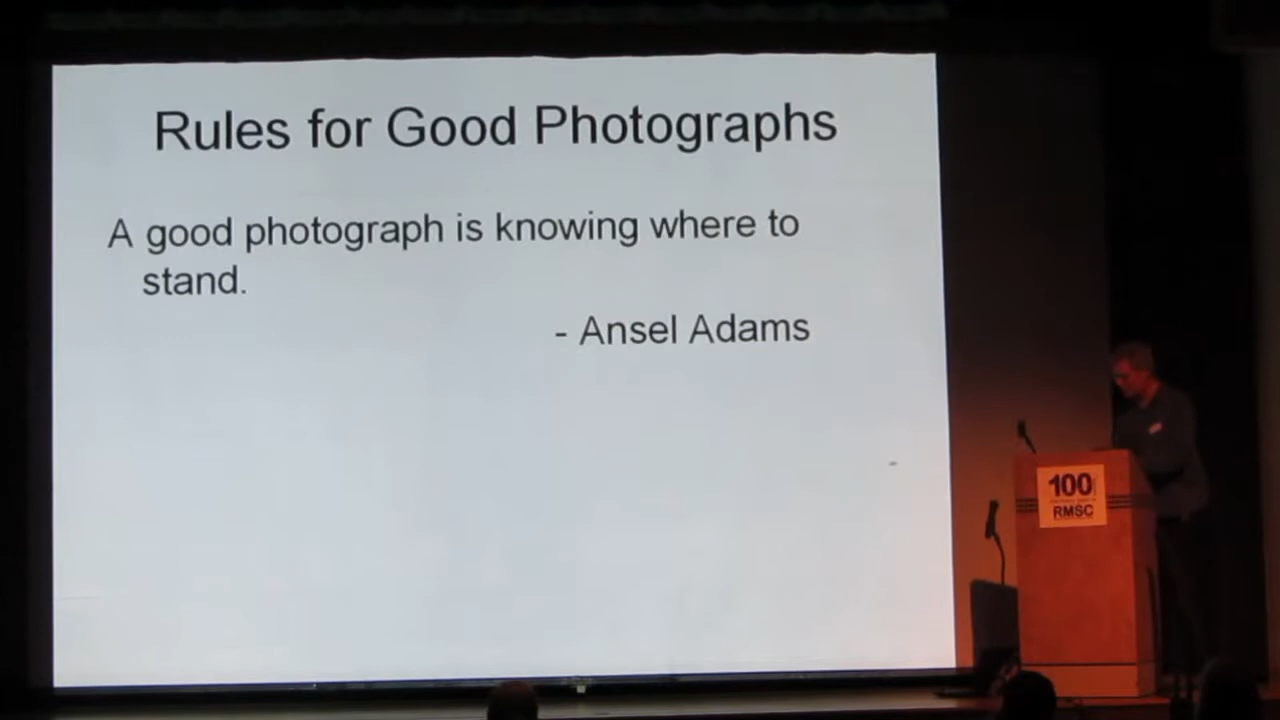 Rules for Good Photographs
A good photograph is knowing where to
stand.
- Ansel Adams
100
RMSC